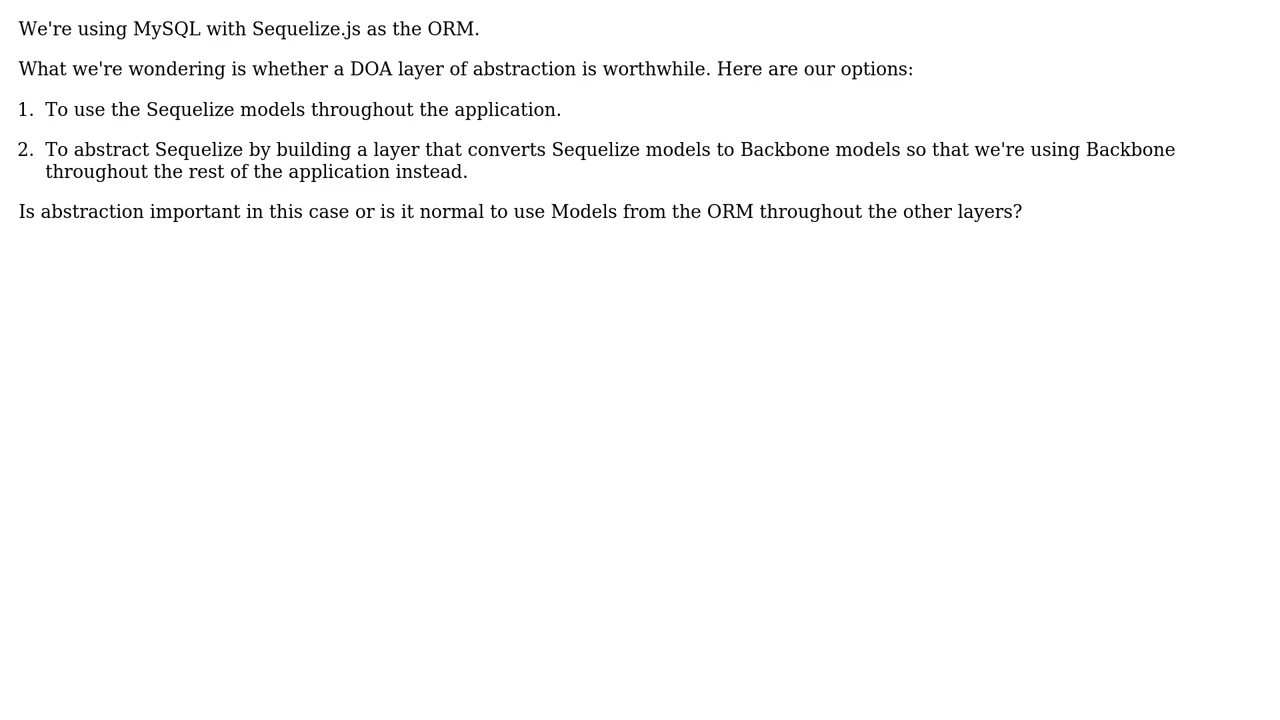 We're using MySQL with Sequelize.js as the ORM.
What we're wondering is whether a DOA layer of abstraction is worthwhile. Here are our options:
1. To use the Sequelize models throughout the application.
2. To abstract Sequelize by building a layer that converts Sequelize models to Backbone models so that we're using Backbone
throughout the rest of the application instead.
Is abstraction important in this case or is it normal to use Models from the ORM throughout the other layers?